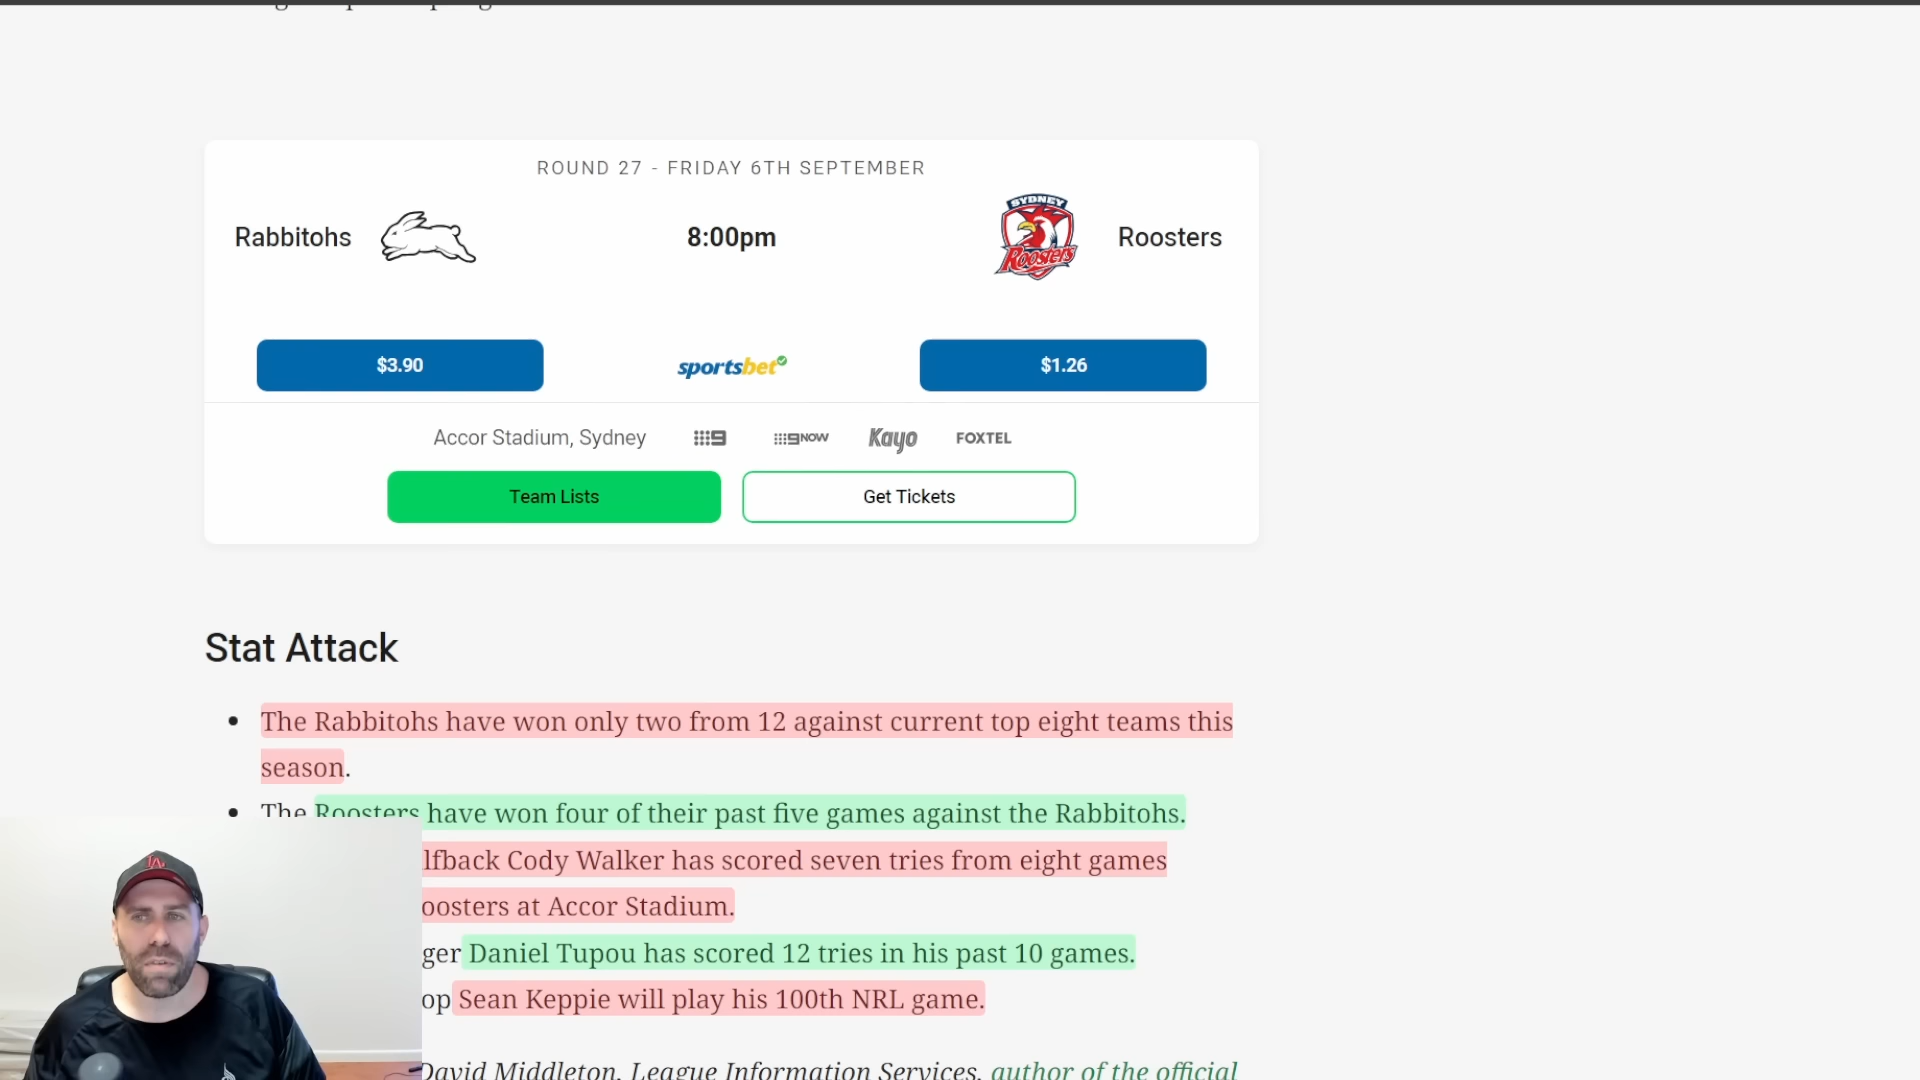 ROUND 27 - FRIDAY 6TH SEPTEMBER
Rabbitohs
8:00pm
SYDNEY
Roosters
Roosters
$3.90
sportsbet
$1.26
Accor Stadium, Sydney
9
9NOW
Kayo
FOXTEL
Team Lists
Get Tickets
Stat Attack
The Rabbitohs have won only two from 12 against current top eight teams this
season.
The Roosters have won four of their past five games against the Rabbitohs.
lfback Cody Walker has scored seven tries from eight games
oosters at Accor Stadium.
ger Daniel Tupou has scored 12 tries in his past 10 games.
op Sean Keppie will play his 100th NRL game.
David Middleton, League Information Services, author of the official